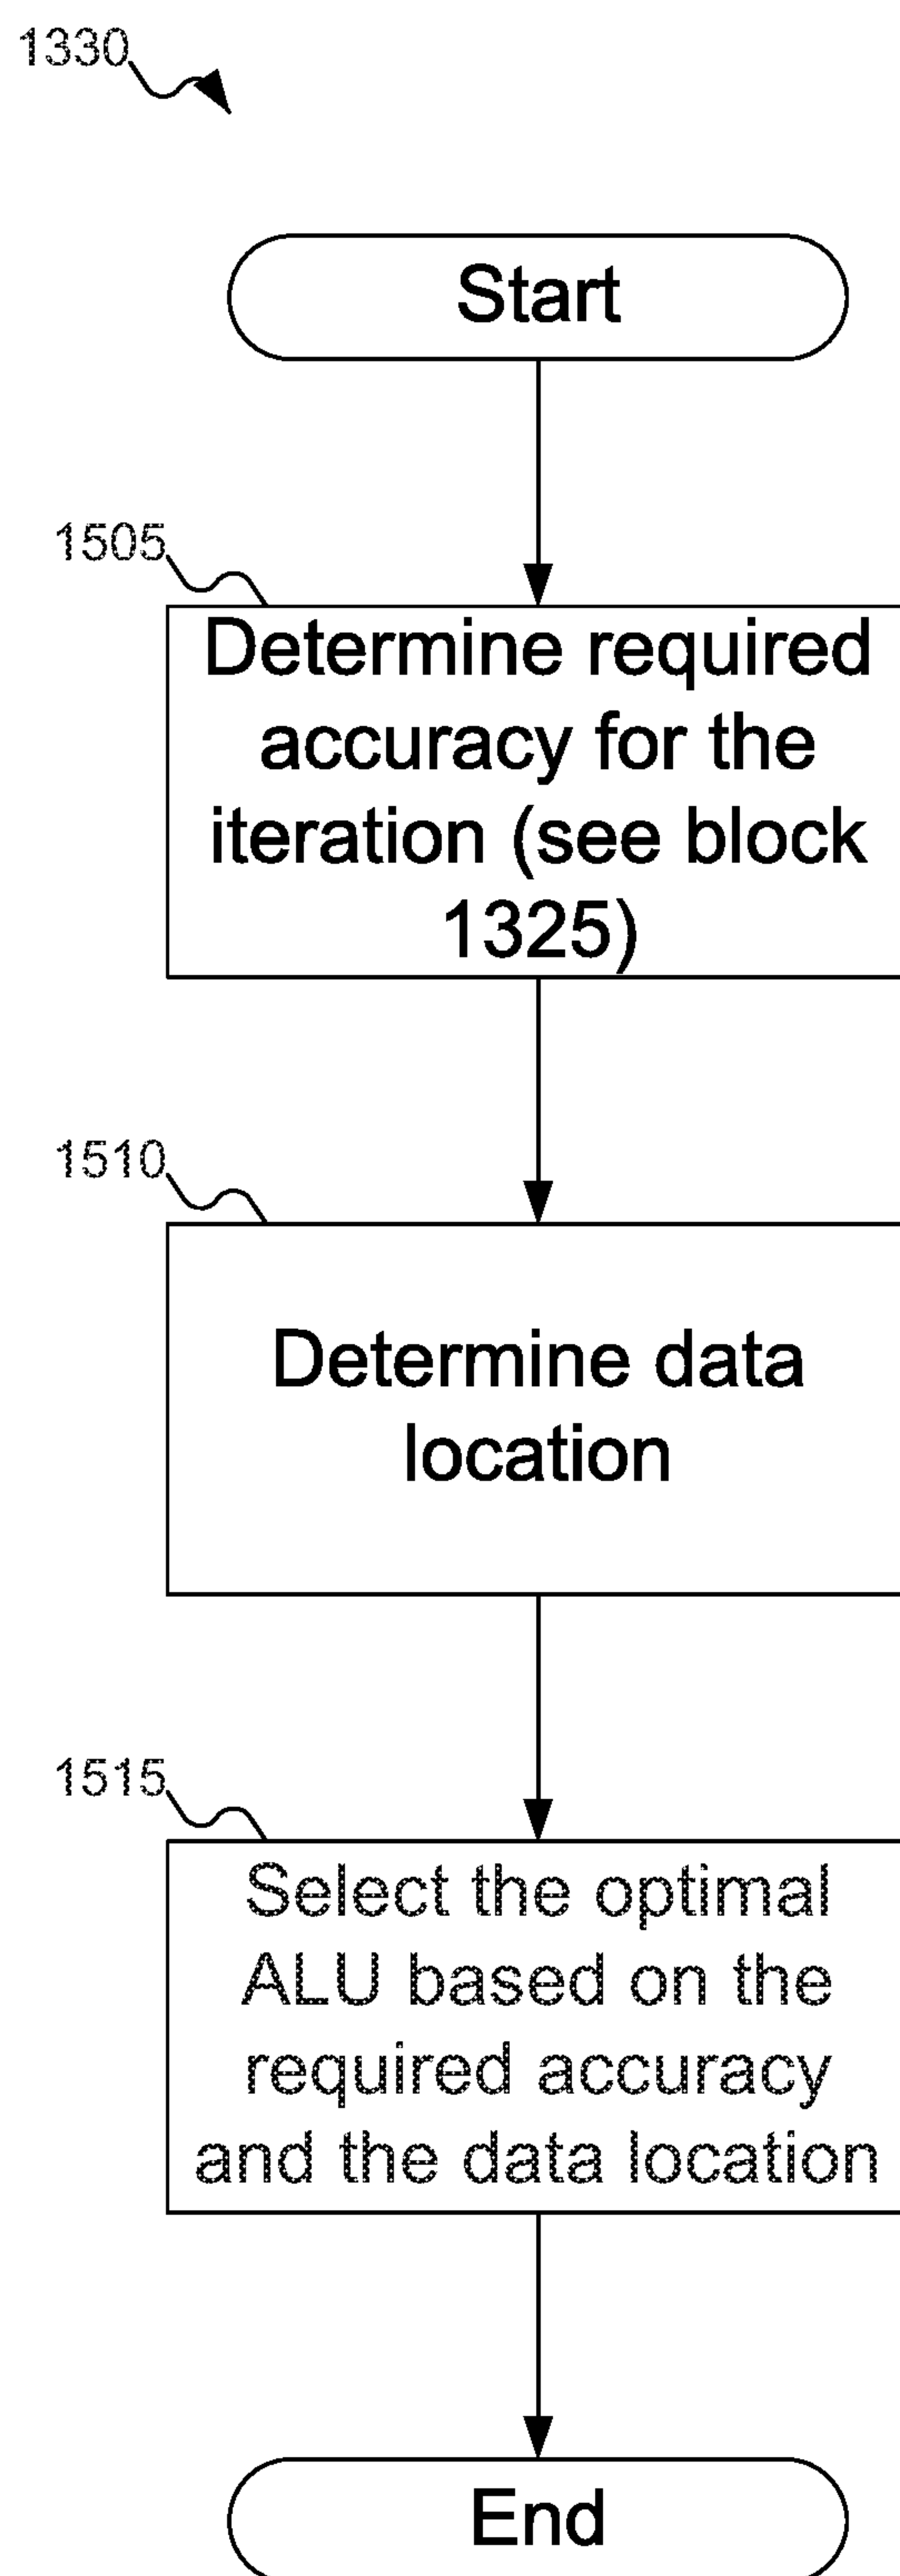 1330
Start
1505
Determine required
accuracy for the
iteration (see block
1325)
1510
Determine data
location
1515
Select the optimal
ALU based on the
required accuracy
and the data location
End